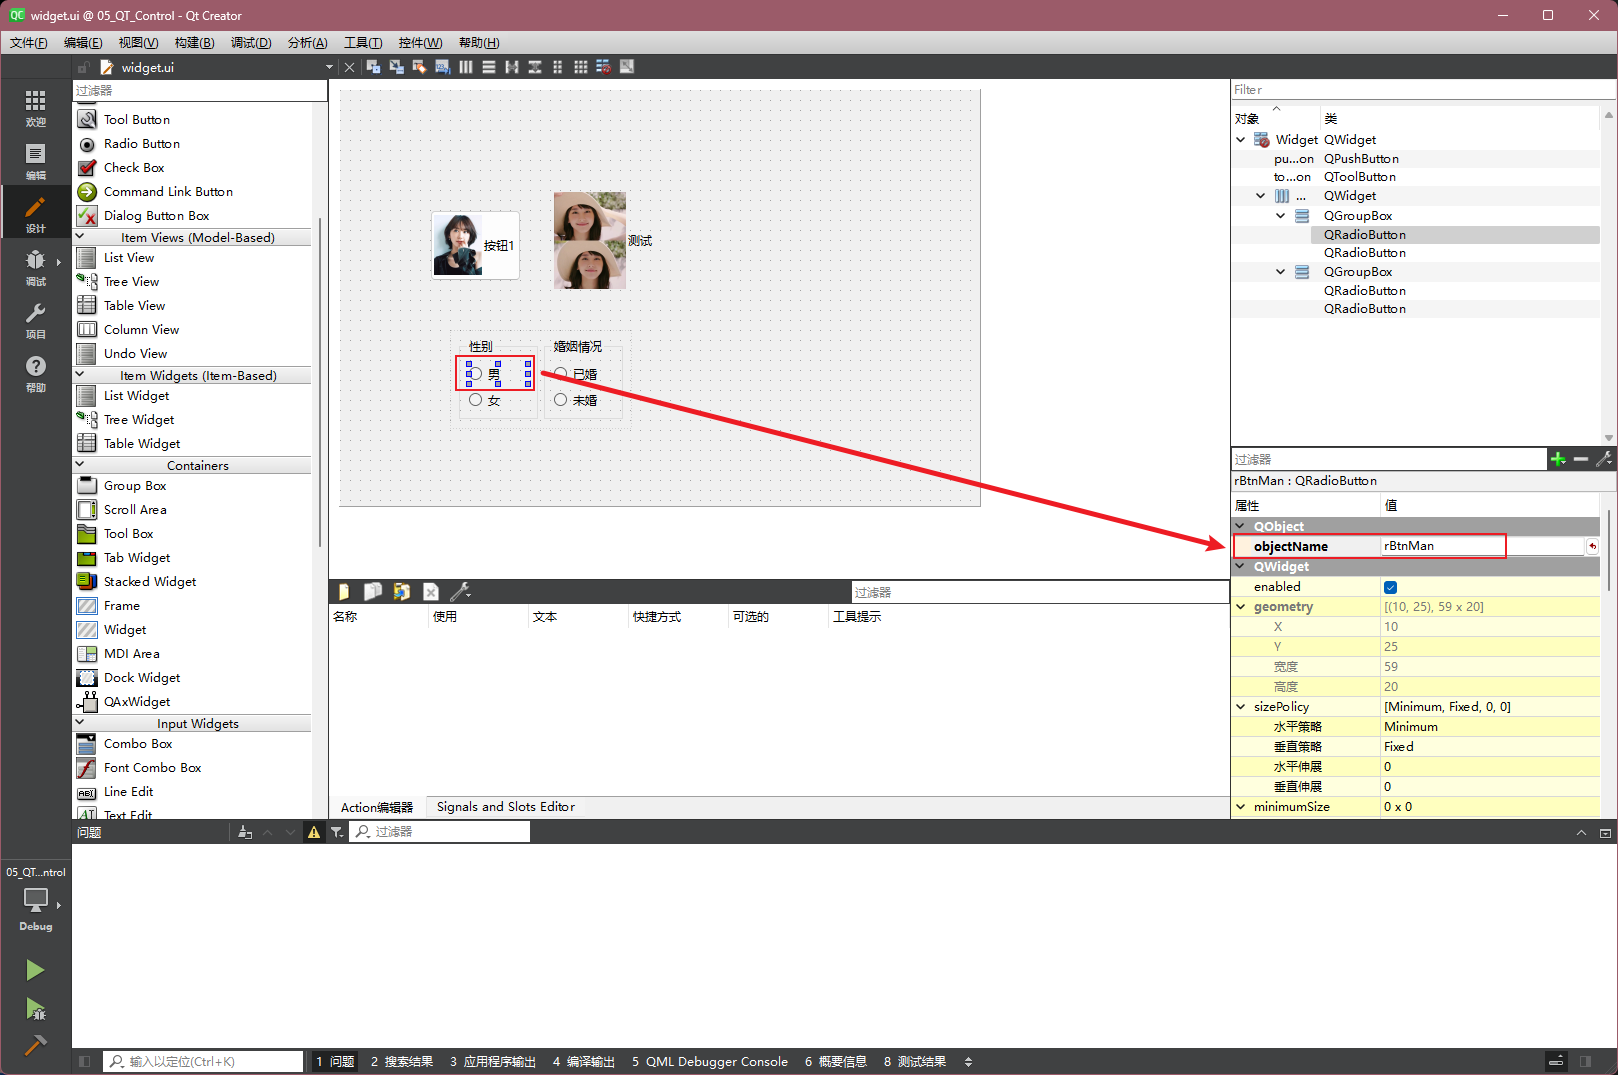 widget.ui @ 05_QT_Control - Qt Creator
文件(F) 编辑(E) 视图(V) 构建(B) 调试(D) 分析(A) 工具(T) 控件(W) 帮助(H)
widget.ui
欢迎
编辑
设计
调试
项目
帮助
05_QT...ntrol
Debug
过滤器
Tool Button
Radio Button
Check Box
Command Link Button
Dialog Button Box
Item Views (Model-Based)
List View
Tree View
Table View
Column View
Undo View
Item Widgets (Item-Based)
List Widget
Tree Widget
Table Widget
Containers
Group Box
Scroll Area
Tool Box
Tab Widget
Stacked Widget
Frame
Widget
MDI Area
Dock Widget
QAxWidget
Input Widgets
Combo Box
Font Combo Box
Line Edit
Text Edit
按钮1
测试
性别 婚姻情况
男 已婚
女 未婚
过滤器
名称 使用 文本 快捷方式 可选的 工具提示
Action编辑器 Signals and Slots Editor
Filter
对象 类
Widget QWidget
pu...on QPushButton
to...on QToolButton
... QWidget
QGroupBox
QRadioButton
QRadioButton
QGroupBox
QRadioButton
QRadioButton
过滤器
rBtnMan : QRadioButton
属性 值
QObject
objectName rBtnMan
QWidget
enabled
geometry [(10, 25), 59 x 20]
X 10
Y 25
宽度 59
高度 20
sizePolicy [Minimum, Fixed, 0, 0]
水平策略 Minimum
垂直策略 Fixed
水平伸展 0
垂直伸展 0
minimumSize 0 x 0
问题 过滤器
输入以定位(Ctrl+K) 1 问题 2 搜索结果 3 应用程序输出 4 编译输出 5 QML Debugger Console 6 概要信息 8 测试结果